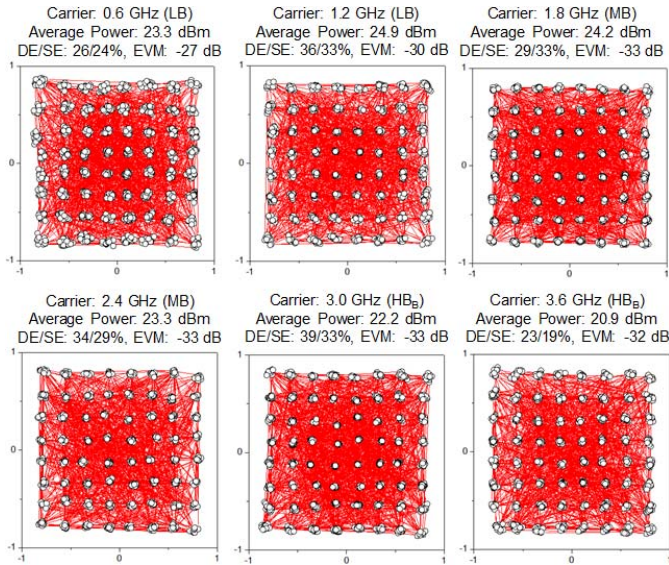 Carrier: 0.6 GHz (LB)
Average Power: 23.3 dBm
DE/SE: 26/24%, EVM: -27 dB
1
0
-1
-1
0
1
Carrier: 1.2 GHz (LB)
Average Power: 24.9 dBm
DE/SE: 36/33%, EVM: -30 dB
1
0
-1
-1
0
1
Carrier: 1.8 GHz (MB)
Average Power: 24.2 dBm
DE/SE: 29/33%, EVM: -33 dB
1
0
-1
-1
0
1
Carrier: 2.4 GHz (MB)
Average Power: 23.3 dBm
DE/SE: 34/29%, EVM: -33 dB
1
0
-1
-1
0
1
Carrier: 3.0 GHz (HBB)
Average Power: 22.2 dBm
DE/SE: 39/33%, EVM: -33 dB
1
0
-1
-1
0
1
Carrier: 3.6 GHz (HBB)
Average Power: 20.9 dBm
DE/SE: 23/19%, EVM: -32 dB
1
0
-1
-1
0
1